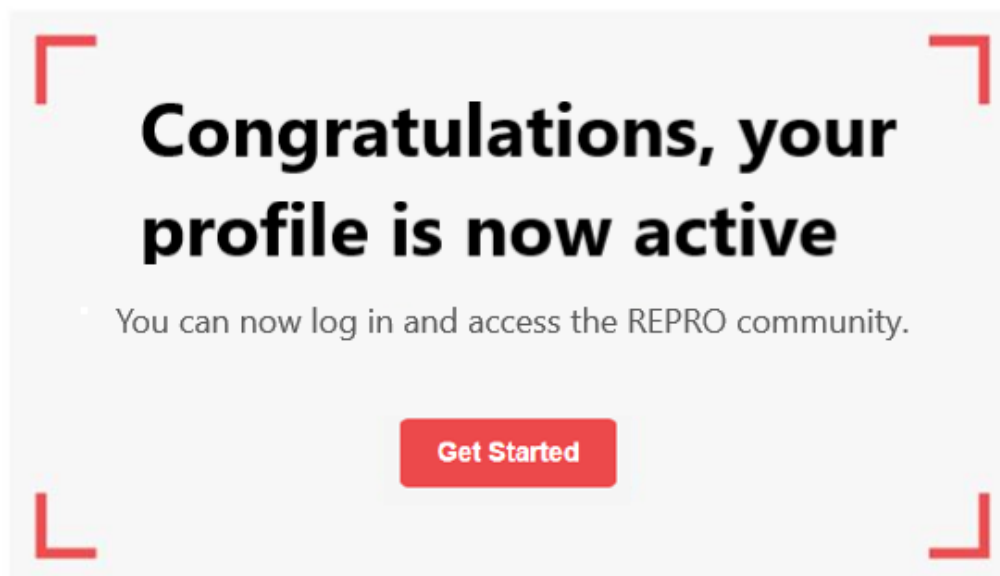 Congratulations, your
profile is now active
You can now log in and access the REPRO community.
Get Started